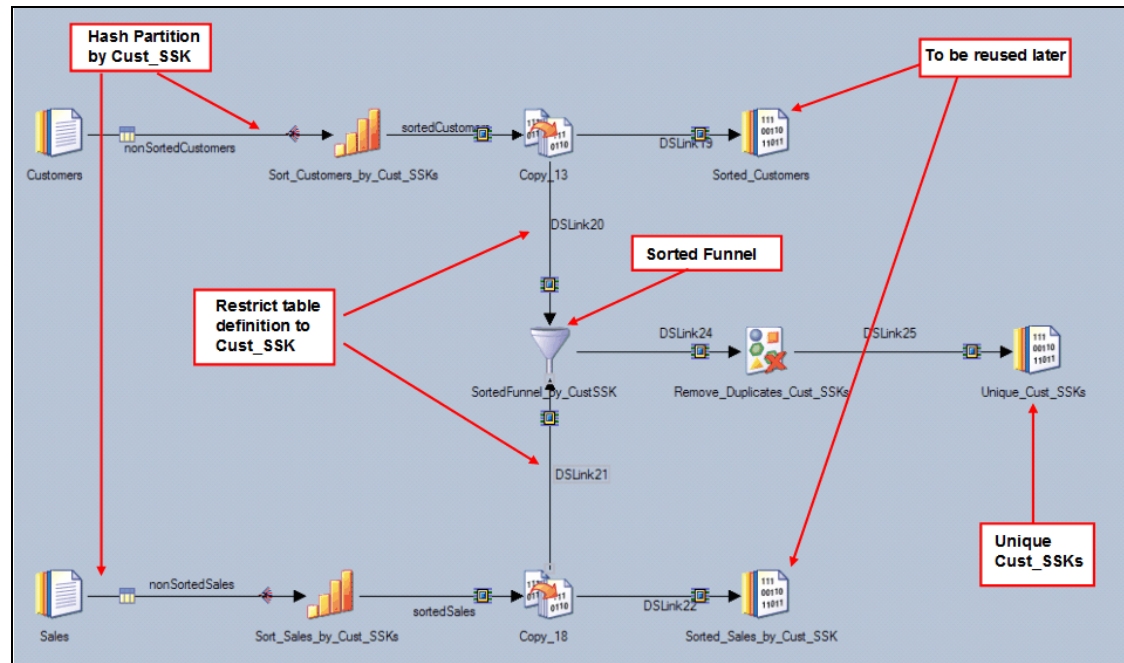 Hash Partition
by Cust_SSK
To be reused later
nonSortedCustomers
sortedCustomers
DSLink19
Customers
Sort_Customers_by_Cust_SSKs
Copy_13
Sorted_Customers
DSLink20
Sorted Funnel
Restrict table
definition to
Cust_SSK
DSLink24
DSLink25
SortedFunnel_by_CustSSK
Remove_Duplicates_Cust_SSKs
Unique_Cust_SSKs
DSLink21
Unique
Cust_SSKs
nonSortedSales
sortedSales
DSLink22
Sales
Sort_Sales_by_Cust_SSKs
Copy_18
Sorted_Sales_by_Cust_SSK